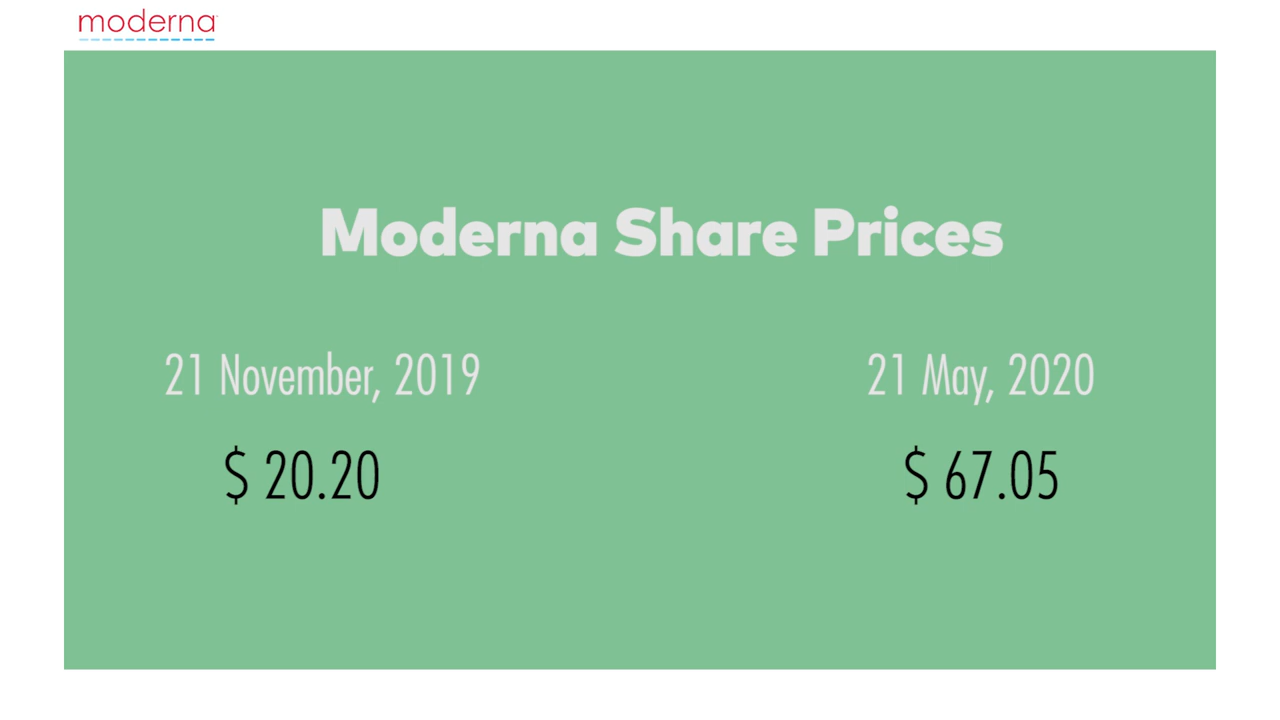 moderna
Moderna Share Prices
21 November, 2019
21 May, 2020
$ 20.20
$ 67.05